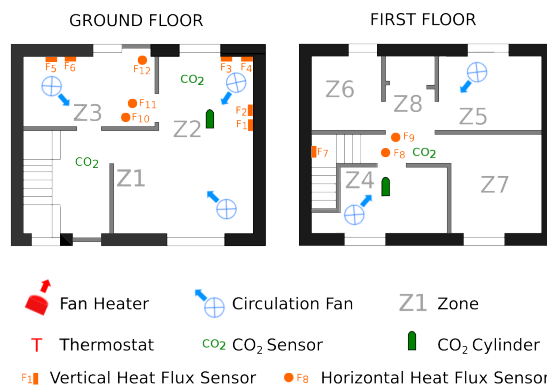 GROUND FLOOR
FIRST FLOOR
F5 F6
F12
CO2
F3 F4
Z3
F11
F10
Z2
F2
F1
CO2
Z1
Z6
Z8
Z5
F9
F7
F8
CO2
Z4
Z7
Fan Heater
Circulation Fan
Z1 Zone
T Thermostat
CO2 CO2 Sensor
CO2 Cylinder
F1 Vertical Heat Flux Sensor
F8 Horizontal Heat Flux Sensor